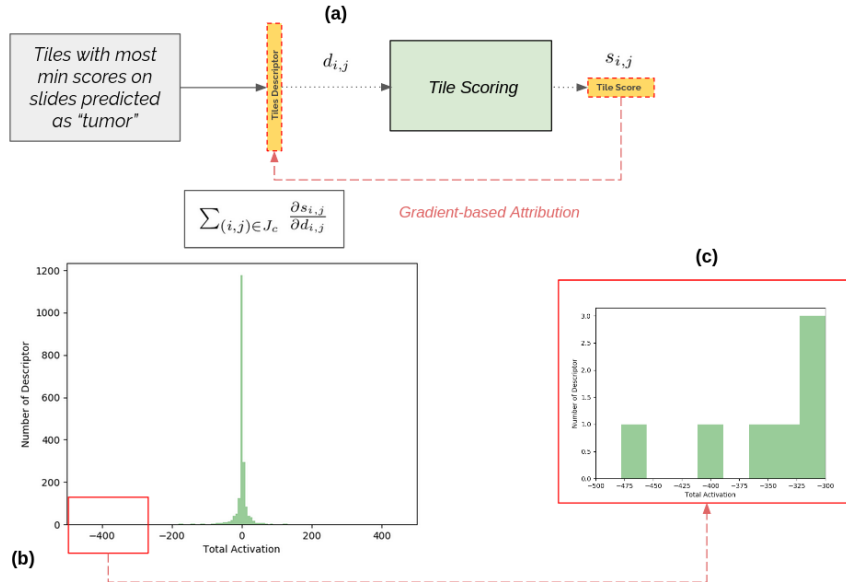 (a)
Tiles with most
min scores on
slides predicted
as “tumor”
Tiles Descriptor
d_{i,j}
Tile Scoring
s_{i,j}
Tile Score
Gradient-based Attribution
∑_{(i,j)∈J_c} ∂s_{i,j}/∂d_{i,j}
(b)
1200
1000
800
600
400
200
0
Number of Descriptor
−400 −200 0 200 400
Total Activation
(c)
3.0
2.5
2.0
1.5
1.0
0.5
0.0
Number of Descriptor
−500 −475 −450 −425 −400 −375 −350 −325 −300
Total Activation